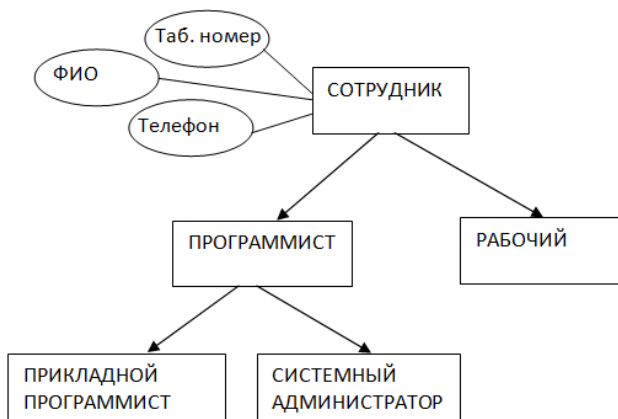 Таб. номер
ФИО
СОТРУДНИК
Телефон
ПРОГРАММИСТ
РАБОЧИЙ
ПРИКЛАДНОЙ
ПРОГРАММИСТ
СИСТЕМНЫЙ
АДМИНИСТРАТОР